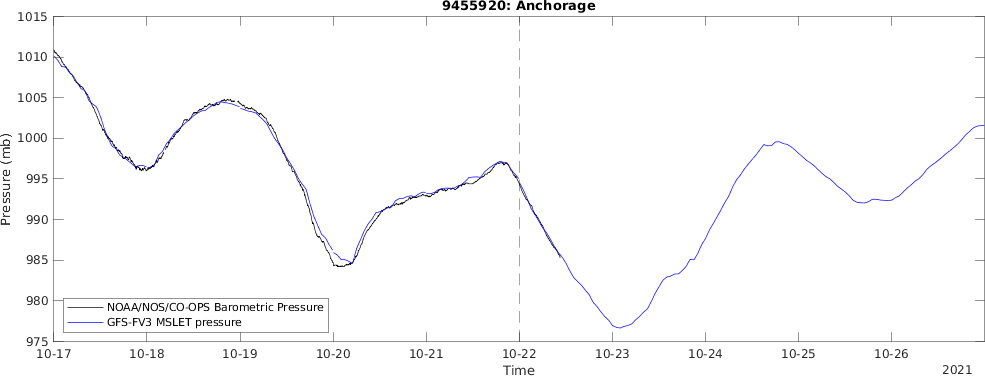 9455920: Anchorage
Pressure (mb)
1015
1010
1005
1000
995
990
985
980
975
NOAA/NOS/CO-OPS Barometric Pressure
GFS-FV3 MSLET pressure
10-17 10-18 10-19 10-20 10-21 10-22 10-23 10-24 10-25 10-26
Time
2021